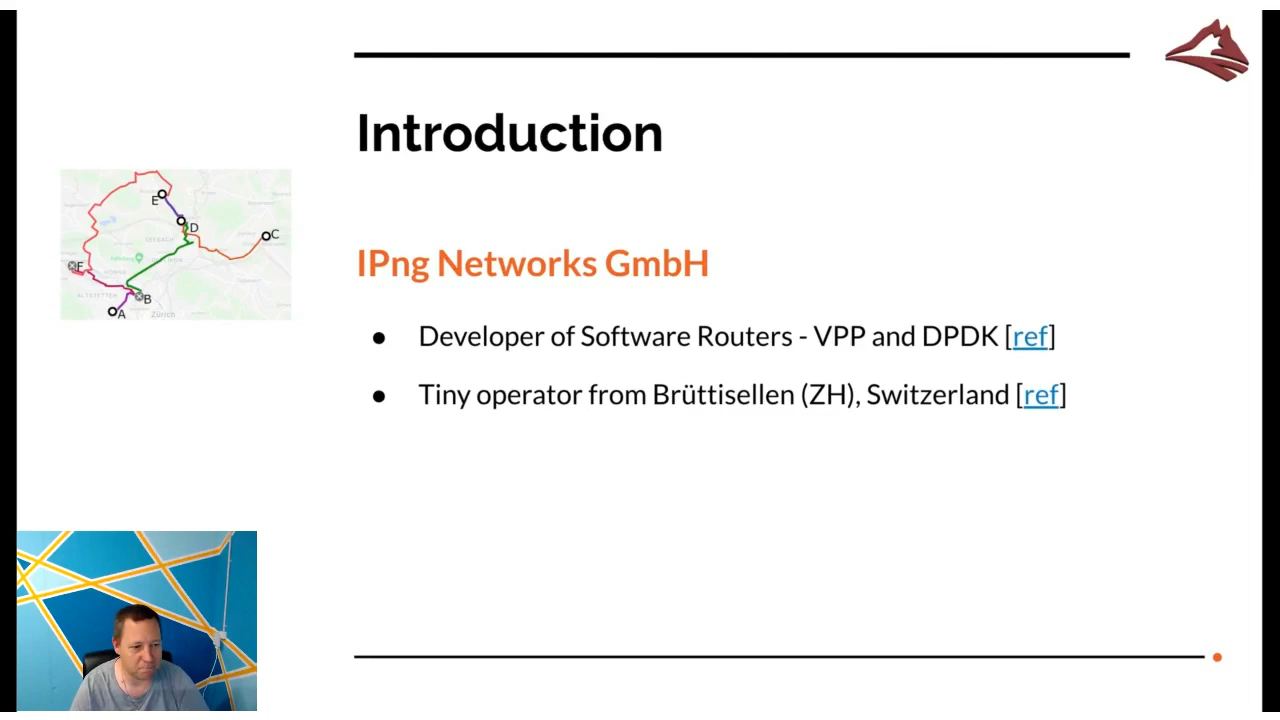 Introduction
IPng Networks GmbH
● Developer of Software Routers - VPP and DPDK [ref]
● Tiny operator from Brüttisellen (ZH), Switzerland [ref]
E
D
C
F
B
A
Zürich